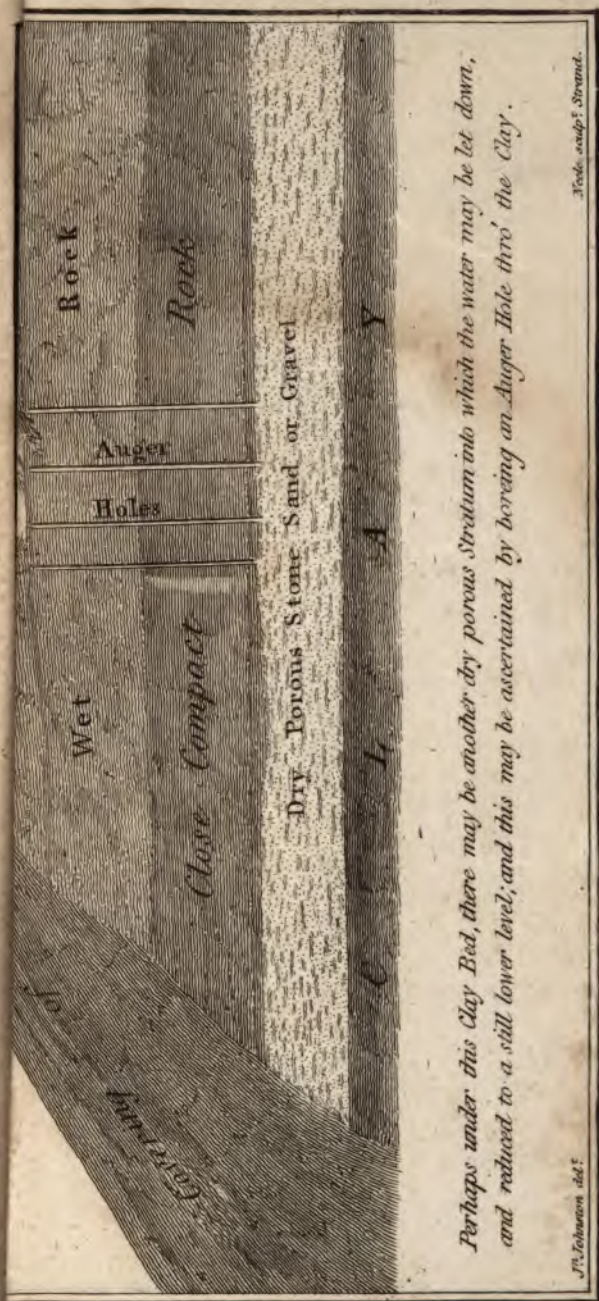 Wet Rock
Auger
Holes
Close Compact Rock
Covering of
Dry Porous Stone Sand or Gravel
C L A Y
Perhaps under this Clay Bed, there may be another dry porous Stratum into which the water may be let down,
and reduced to a still lower level; and this may be ascertained by boreing an Auger Hole thro' the Clay.
Jn. Johnston delt.
Neele sculpt. Strand.